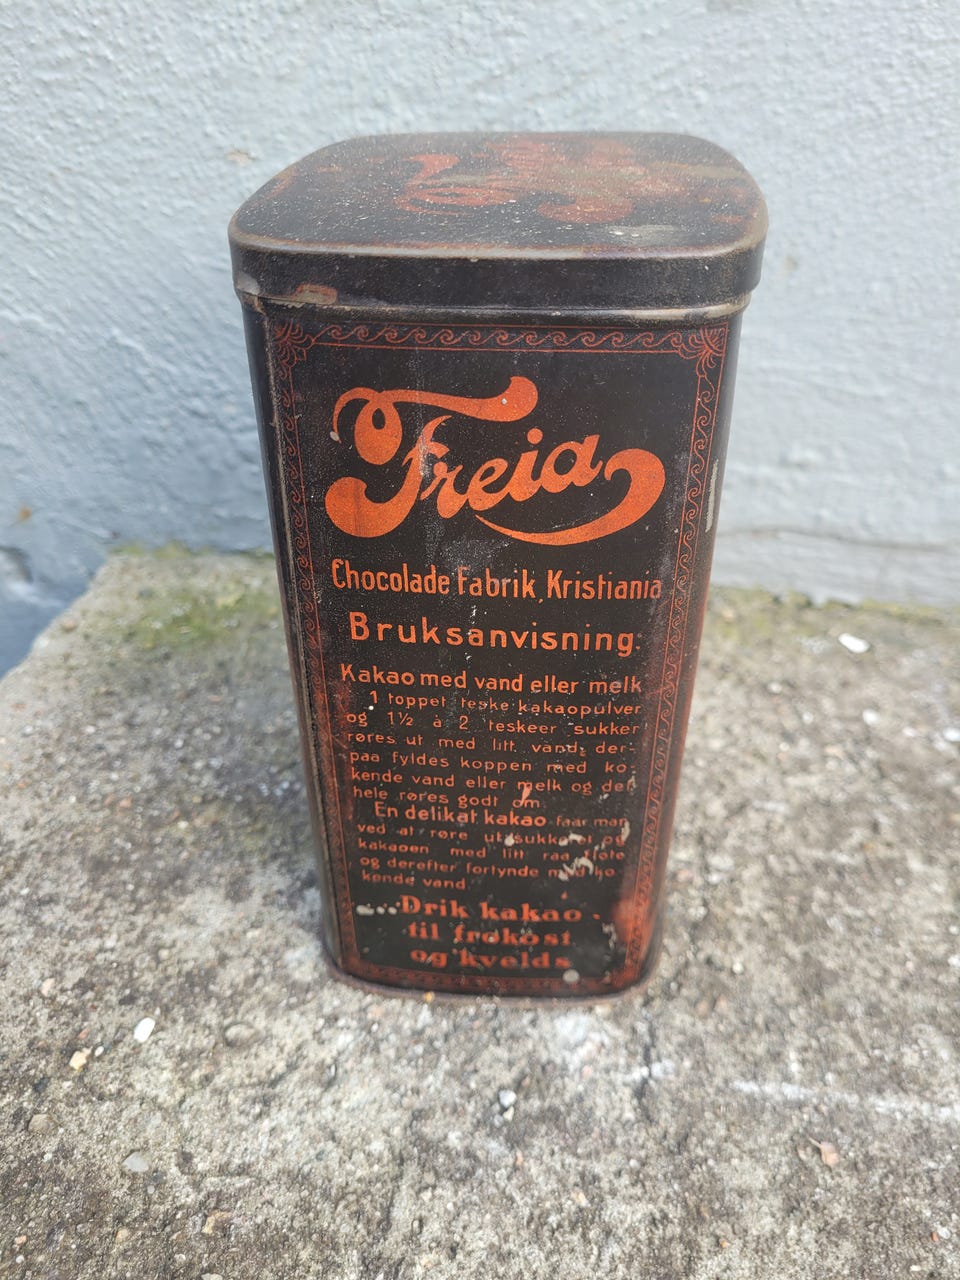 Freia
Chocolade Fabrik, Kristiania
Bruksanvisning:
Kakao med vand eller melk
1 toppet teske kakaopulver
og 1½ à 2 teskeer sukker
røres ut med litt vand, der-
paa fyldes koppen med ko-
kende vand eller melk og det
hele røres godt om.
En delikat kakao faar man
ved at røre ut sukkeret og
kakaoen med litt raa fløte
og derefter fortynde med ko-
kende vand.
Drik kakao
til frokost
og kvelds